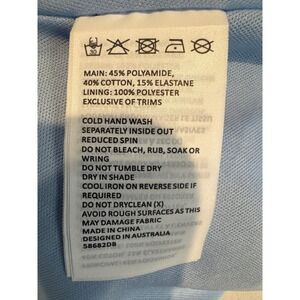 MAIN: 45% POLYAMIDE,
40% COTTON, 15% ELASTANE
LINING: 100% POLYESTER
EXCLUSIVE OF TRIMS
COLD HAND WASH
SEPARATELY INSIDE OUT
REDUCED SPIN
DO NOT BLEACH, RUB, SOAK OR
WRING
DO NOT TUMBLE DRY
DRY IN SHADE
COOL IRON ON REVERSE SIDE IF
REQUIRED
DO NOT DRYCLEAN (X)
AVOID ROUGH SURFACES AS THIS
MAY DAMAGE FABRIC
MADE IN CHINA
DESIGNED IN AUSTRALIA
58682DB